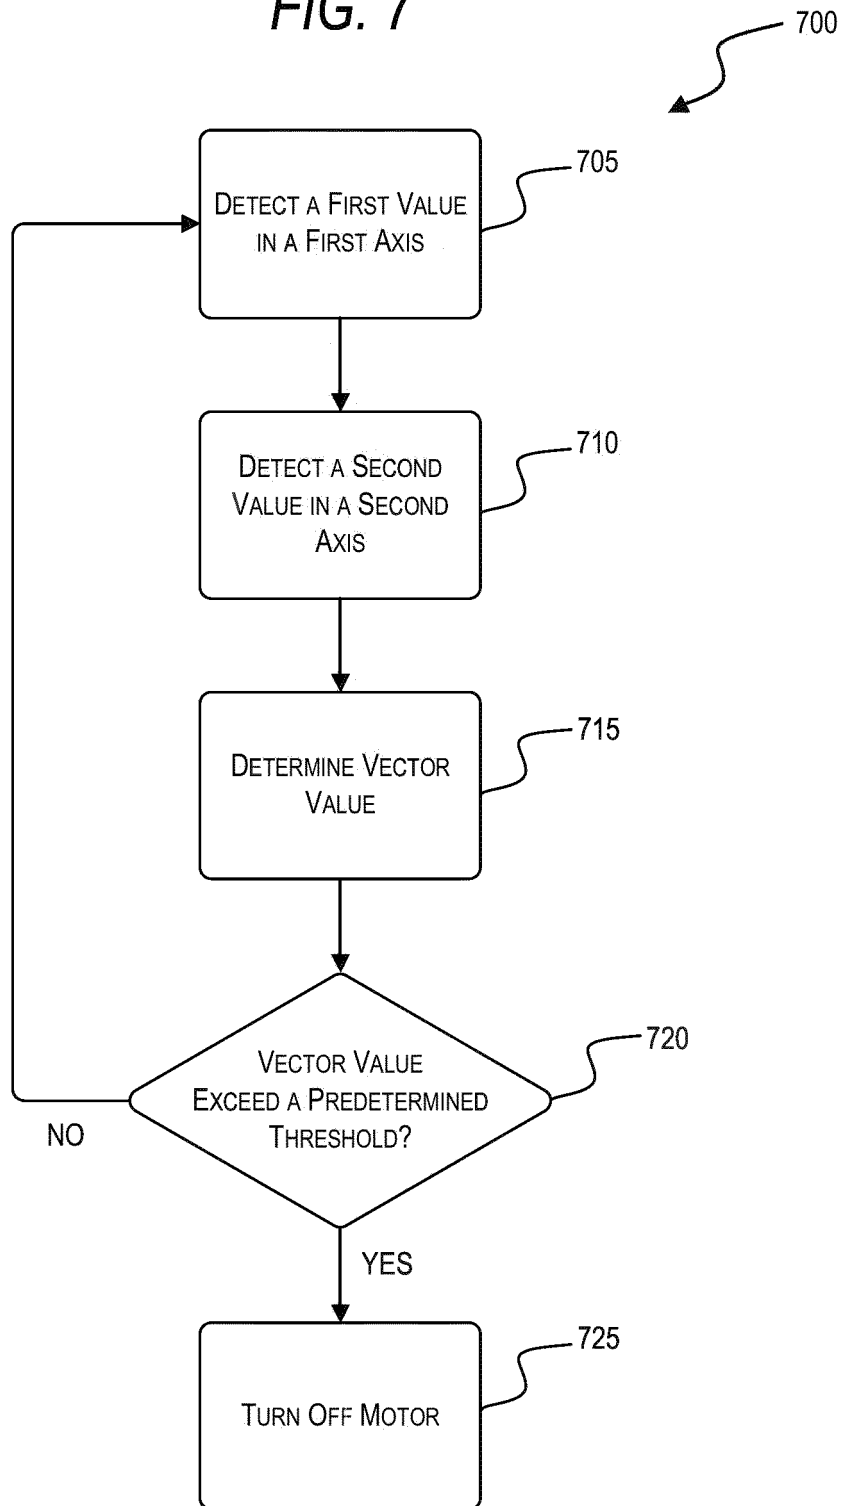 FIG. 7
700
DETECT A FIRST VALUE
IN A FIRST AXIS
705
DETECT A SECOND
VALUE IN A SECOND
AXIS
710
DETERMINE VECTOR
VALUE
715
VECTOR VALUE
EXCEED A PREDETERMINED
THRESHOLD?
720
NO
YES
TURN OFF MOTOR
725